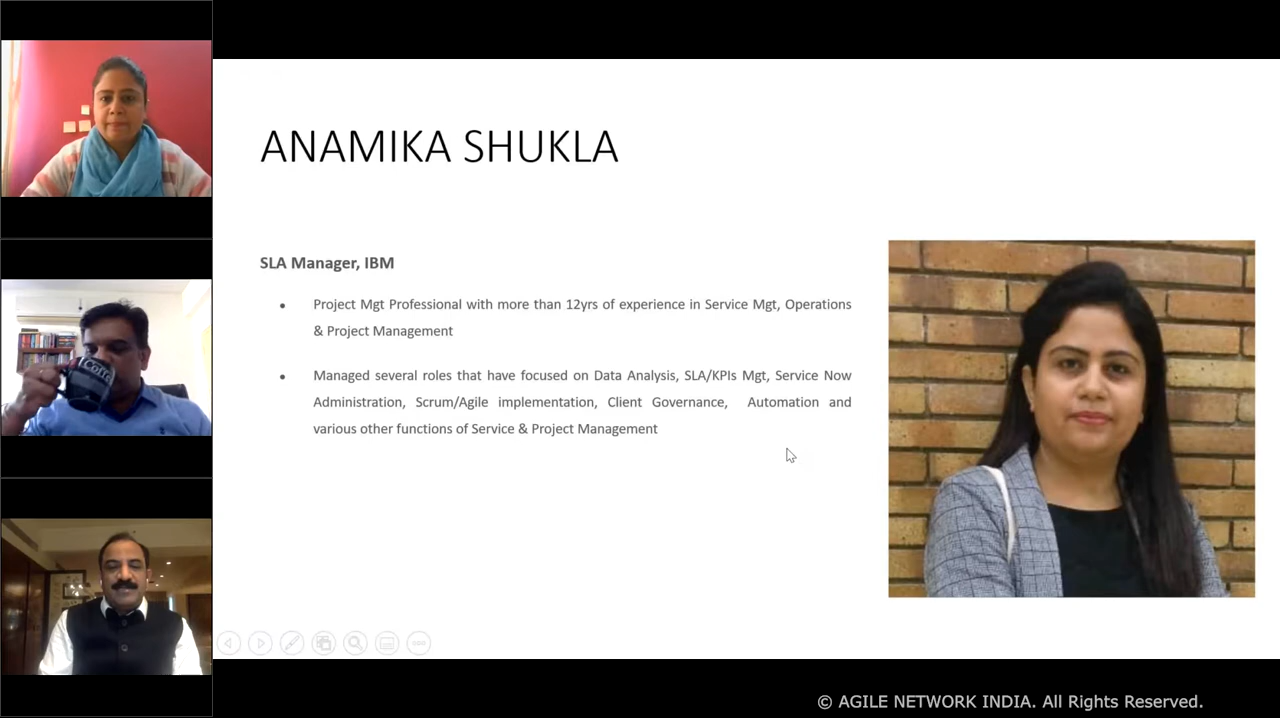 ANAMIKA SHUKLA
SLA Manager, IBM
• Project Mgt Professional with more than 12yrs of experience in Service Mgt, Operations
& Project Management
• Managed several roles that have focused on Data Analysis, SLA/KPIs Mgt, Service Now
Administration, Scrum/Agile implementation, Client Governance, Automation and
various other functions of Service & Project Management
Coffe
© AGILE NETWORK INDIA. All Rights Reserved.